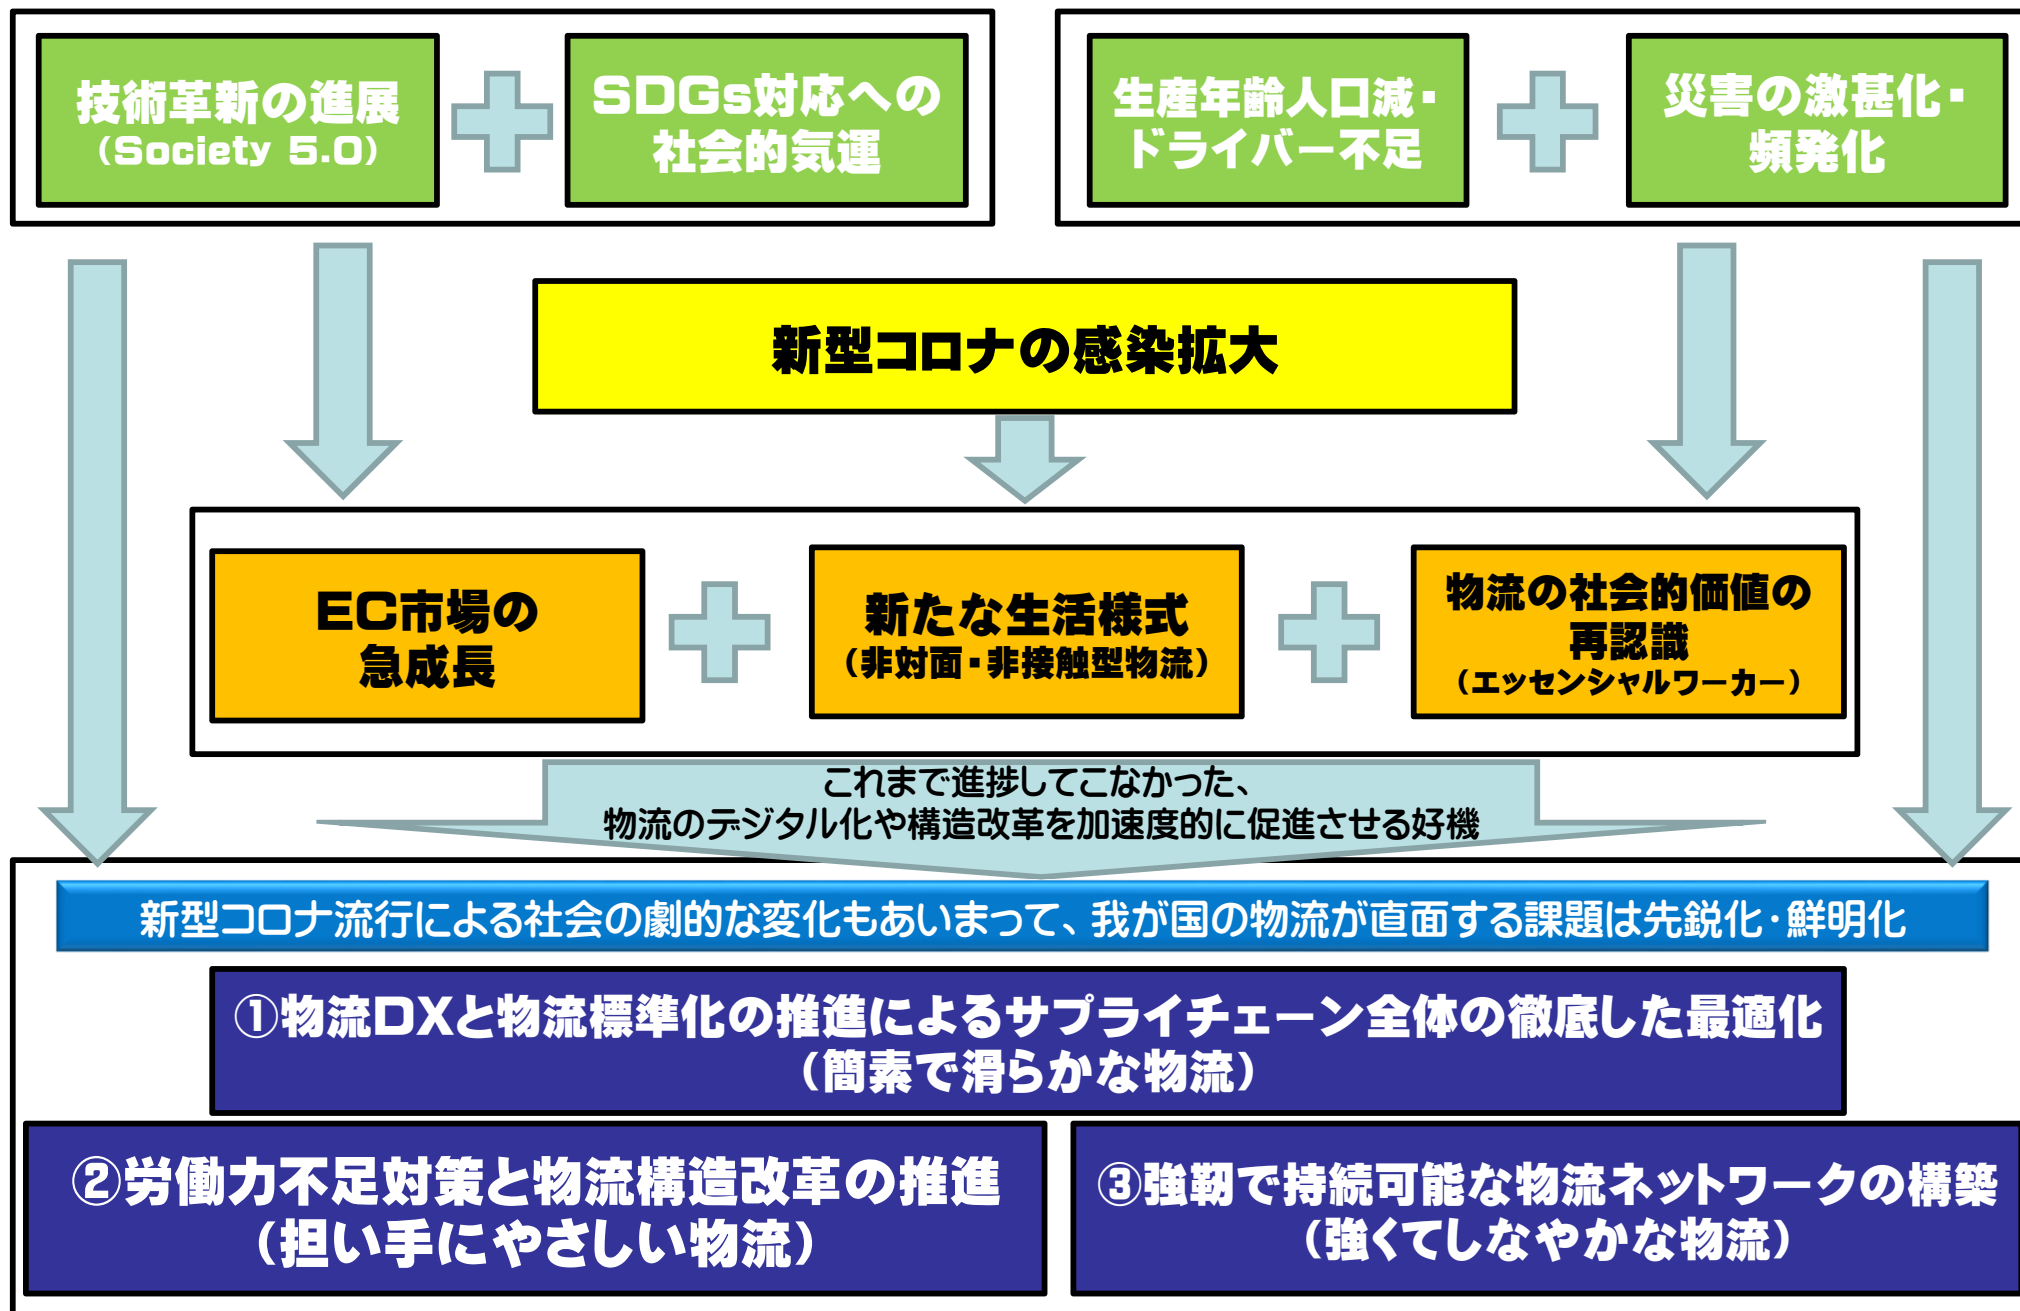 技術革新の進展
（Society 5.0）
SDGs対応への
社会的気運
生産年齢人口減・
ドライバー不足
災害の激甚化・
頻発化
新型コロナの感染拡大
EC市場の
急成長
新たな生活様式
（非対面・非接触型物流）
物流の社会的価値の
再認識
（エッセンシャルワーカー）
これまで進捗してこなかった、
物流のデジタル化や構造改革を加速度的に促進させる好機
新型コロナ流行による社会の劇的な変化もあいまって、我が国の物流が直面する課題は先鋭化・鮮明化
①物流DXと物流標準化の推進によるサプライチェーン全体の徹底した最適化
（簡素で滑らかな物流）
②労働力不足対策と物流構造改革の推進
（担い手にやさしい物流）
③強靭で持続可能な物流ネットワークの構築
（強くてしなやかな物流）